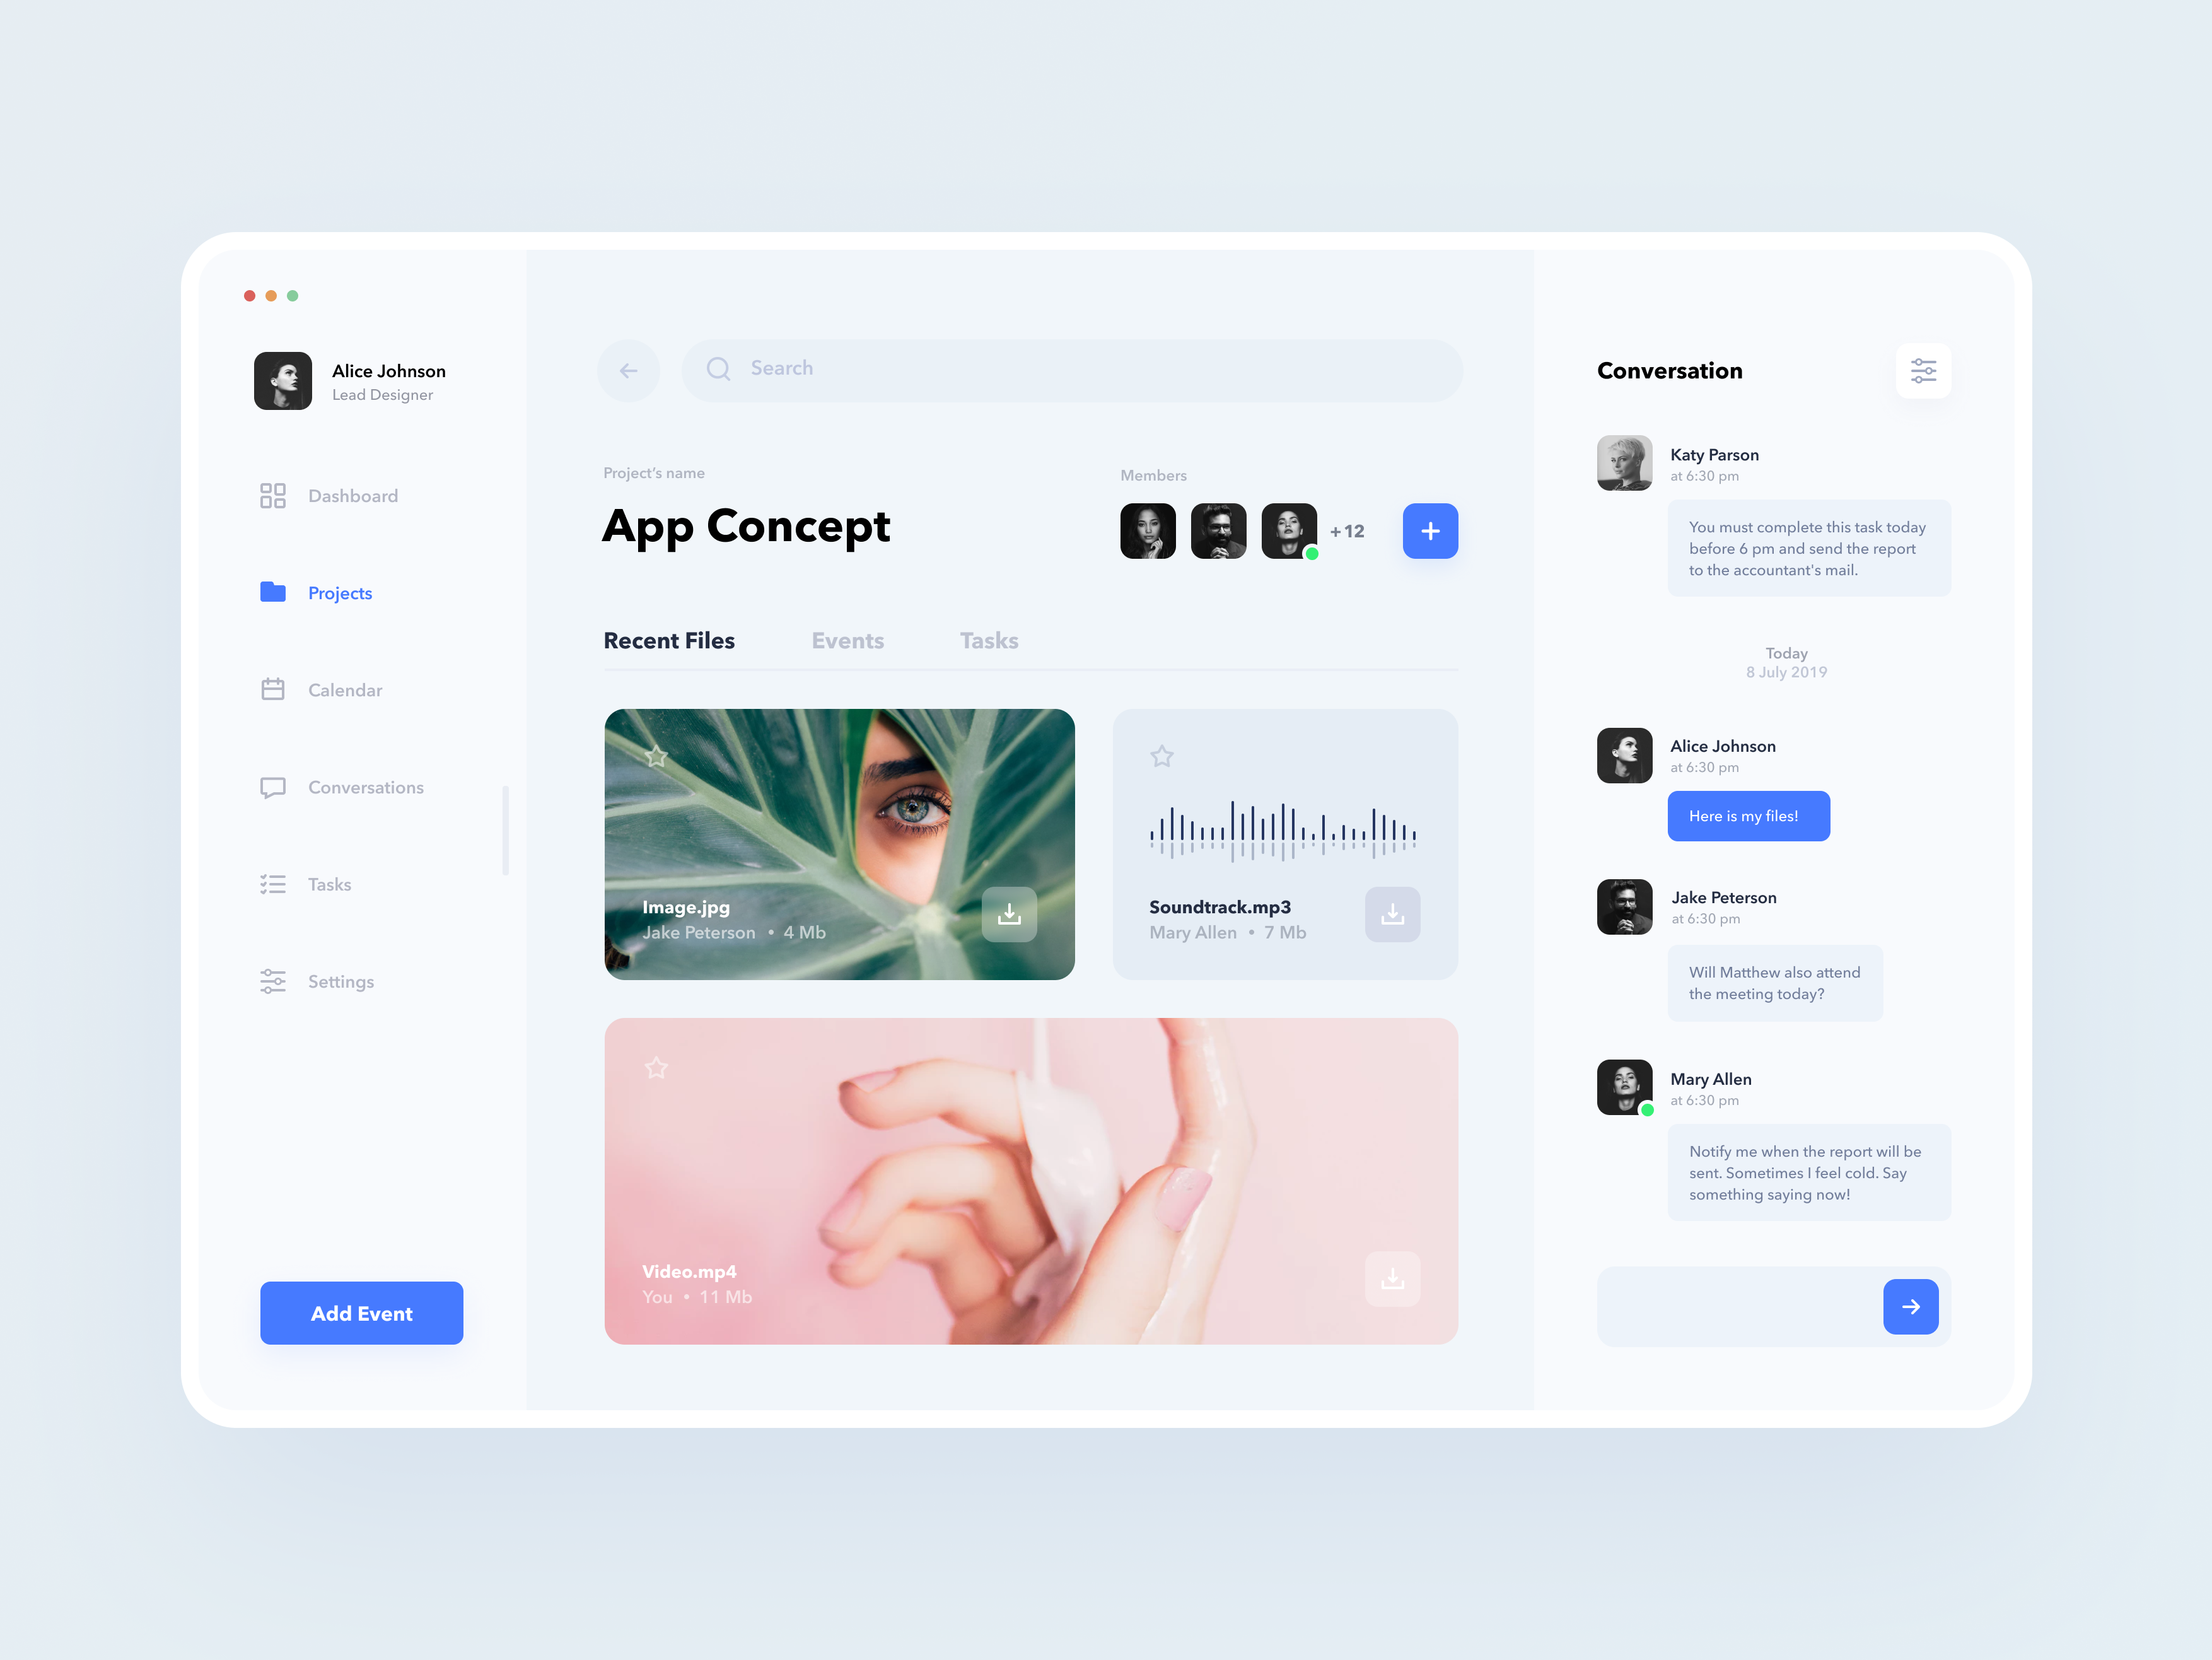 Alice Johnson
Lead Designer
Dashboard
Projects
Calendar
Conversations
Tasks
Settings
Add Event
Search
Project’s name
App Concept
Members
+12
Recent Files
Events
Tasks
Image.jpg
Jake Peterson • 4 Mb
Soundtrack.mp3
Mary Allen • 7 Mb
Video.mp4
You • 11 Mb
Conversation
Katy Parson
at 6:30 pm
You must complete this task today
before 6 pm and send the report
to the accountant's mail.
Today
8 July 2019
Alice Johnson
at 6:30 pm
Here is my files!
Jake Peterson
at 6:30 pm
Will Matthew also attend
the meeting today?
Mary Allen
at 6:30 pm
Notify me when the report will be
sent. Sometimes I feel cold. Say
something saying now!